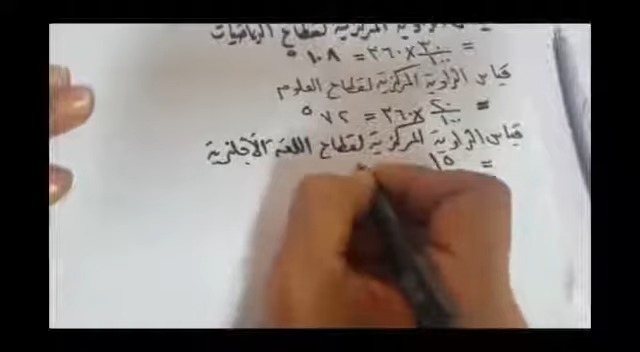 قياس الزاوية المركزية لقطاع الرياضيات
= ٣٠/١٠٠ × ٣٦٠ = ١٠٨°
قياس الزاوية المركزية لقطاع العلوم
= ٢٠/١٠٠ × ٣٦٠ = ٧٢°
قياس الزاوية المركزية لقطاع اللغة الأنجلزية
= ١٥